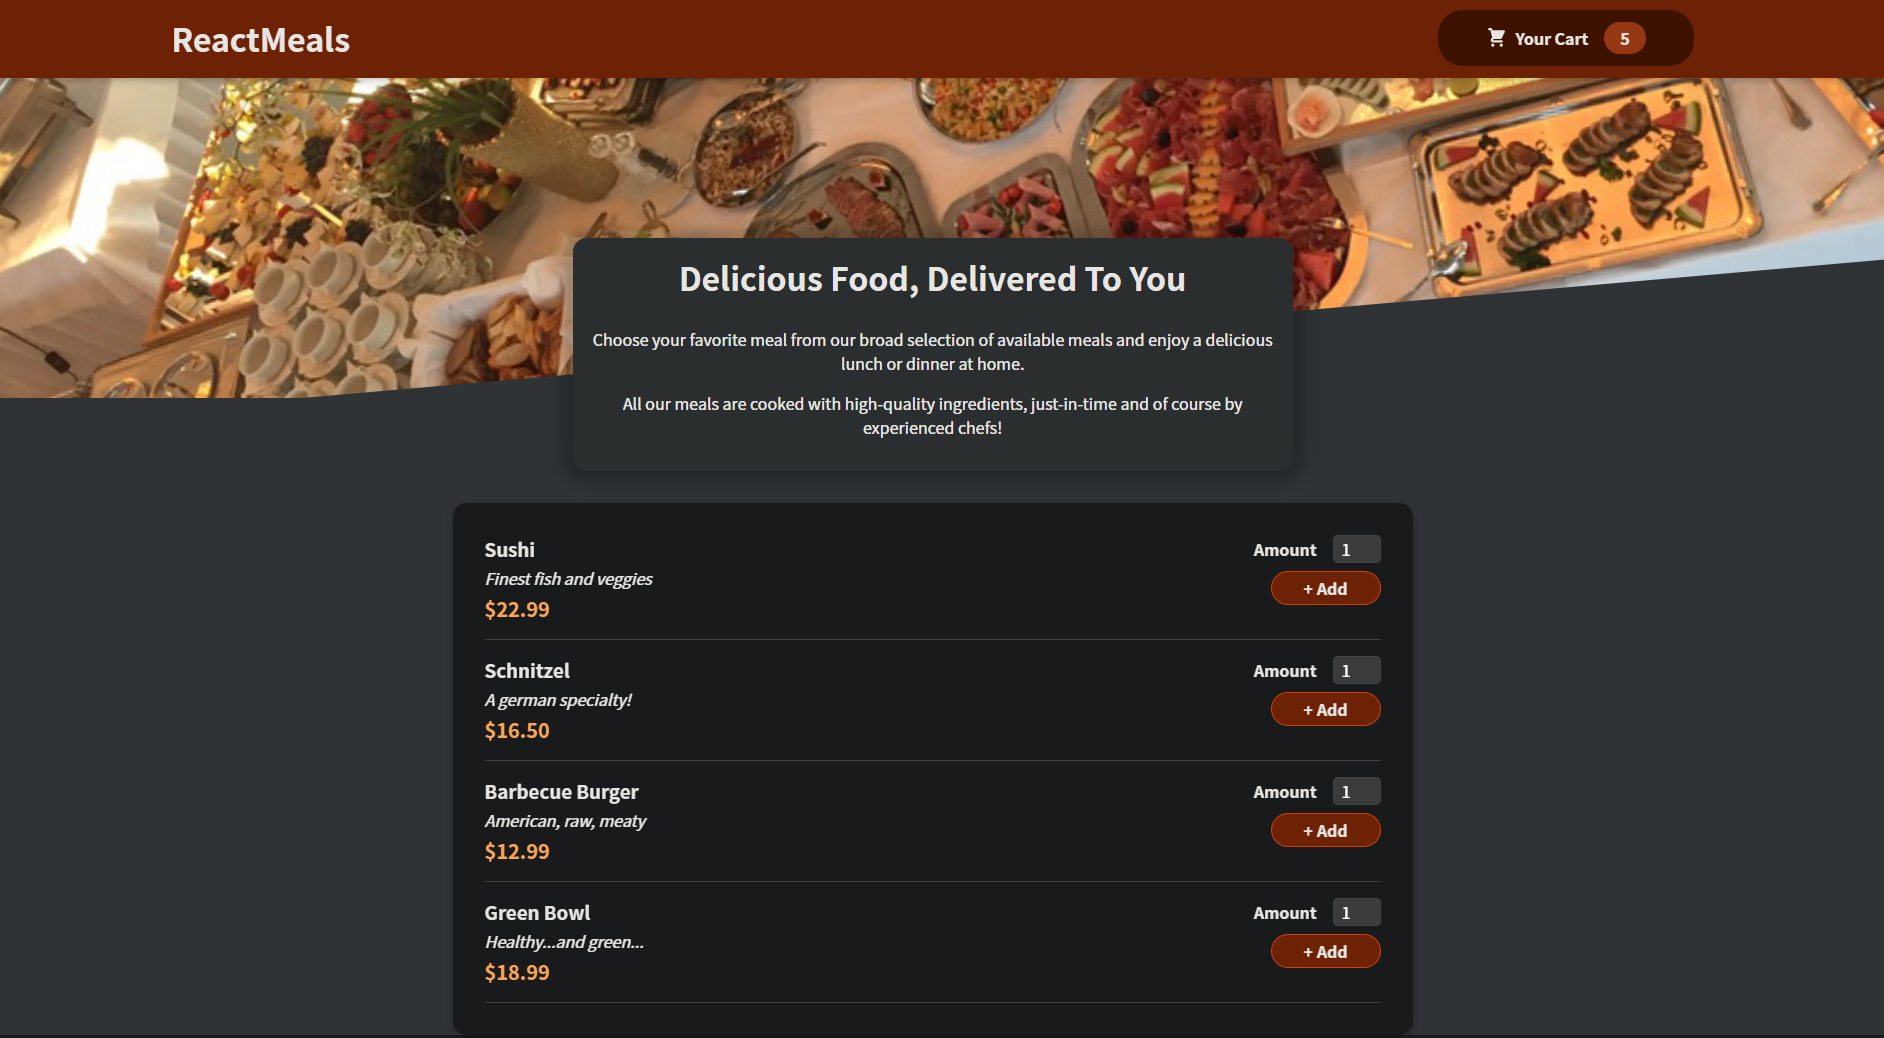 ReactMeals
Your Cart 5
Delicious Food, Delivered To You
Choose your favorite meal from our broad selection of available meals and enjoy a delicious
lunch or dinner at home.
All our meals are cooked with high-quality ingredients, just-in-time and of course by
experienced chefs!
Sushi
Finest fish and veggies
$22.99
Amount 1
+ Add
Schnitzel
A german specialty!
$16.50
Amount 1
+ Add
Barbecue Burger
American, raw, meaty
$12.99
Amount 1
+ Add
Green Bowl
Healthy...and green...
$18.99
Amount 1
+ Add